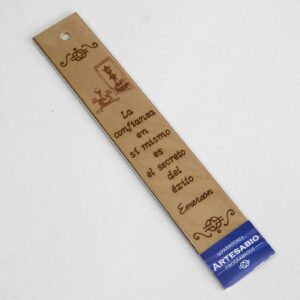 La
confianza
en
sí mismo
es
el secreto
del
éxito
Emerson
SEPARADORES
ARTESABIO